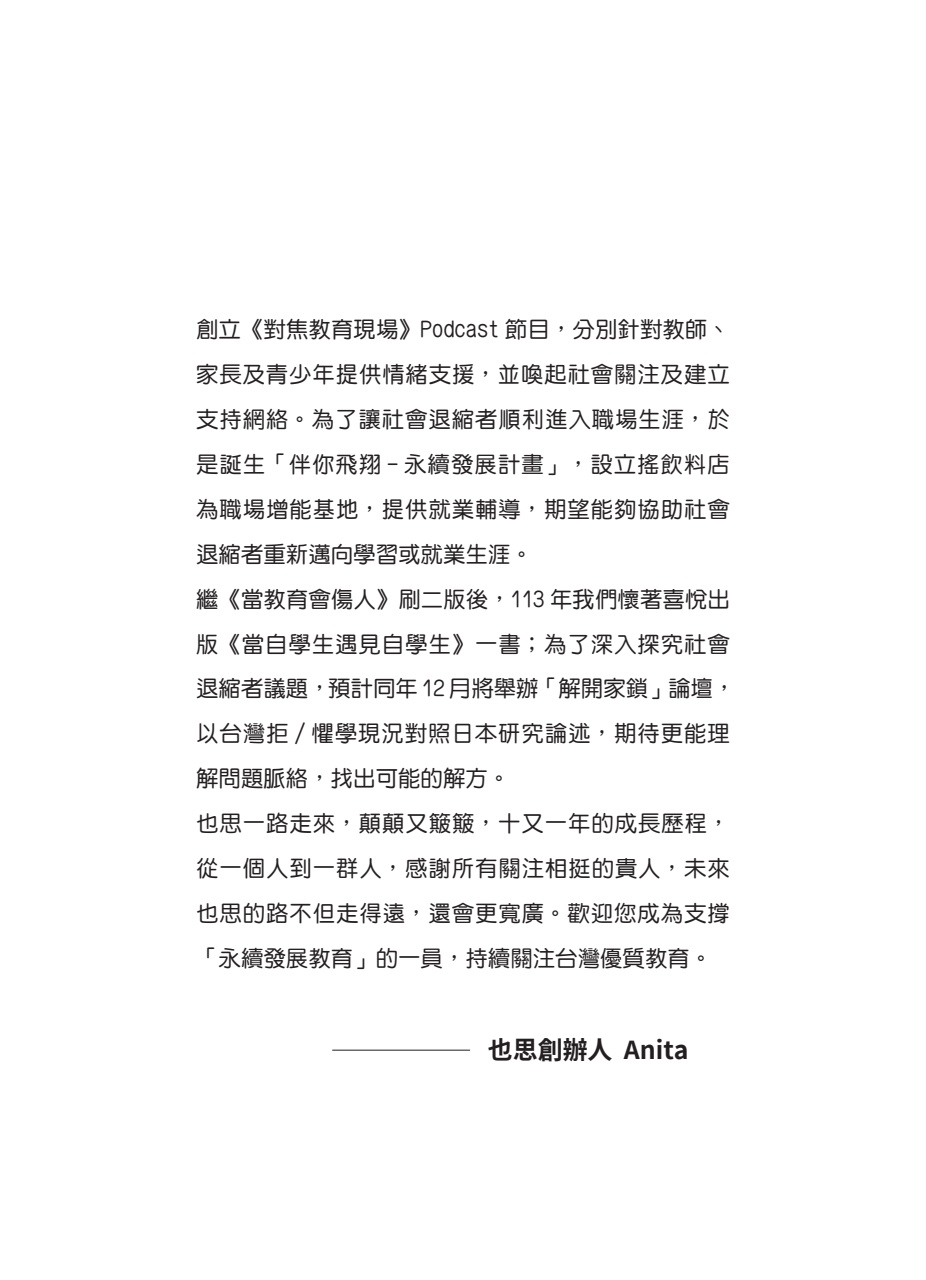 創立《對焦教育現場》Podcast 節目，分別針對教師、
家長及青少年提供情緒支援，並喚起社會關注及建立
支持網絡。為了讓社會退縮者順利進入職場生涯，於
是誕生「伴你飛翔 – 永續發展計畫」，設立搖飲料店
為職場增能基地，提供就業輔導，期望能夠協助社會
退縮者重新邁向學習或就業生涯。
繼《當教育會傷人》刷二版後，113 年我們懷著喜悅出
版《當自學生遇見自學生》一書；為了深入探究社會
退縮者議題，預計同年 12 月將舉辦「解開家鎖」論壇，
以台灣拒 / 懼學現況對照日本研究論述，期待更能理
解問題脈絡，找出可能的解方。
也思一路走來，顛顛又簸簸，十又一年的成長歷程，
從一個人到一群人，感謝所有關注相挺的貴人，未來
也思的路不但走得遠，還會更寬廣。歡迎您成為支撐
「永續發展教育」的一員，持續關注台灣優質教育。
也思創辦人 Anita